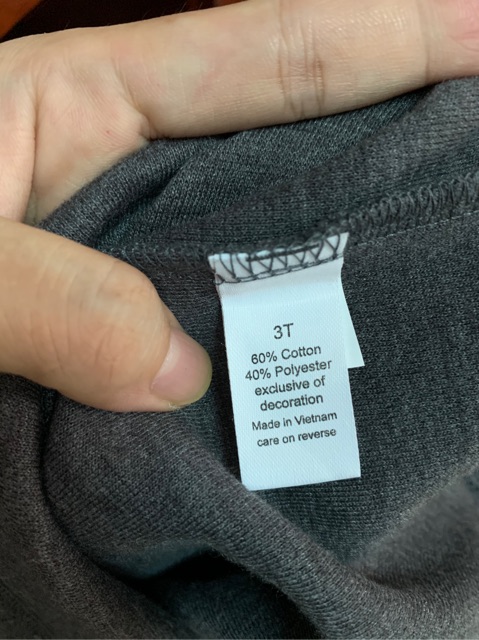 3T
60% Cotton
40% Polyester
exclusive of
decoration
Made in Vietnam
care on reverse